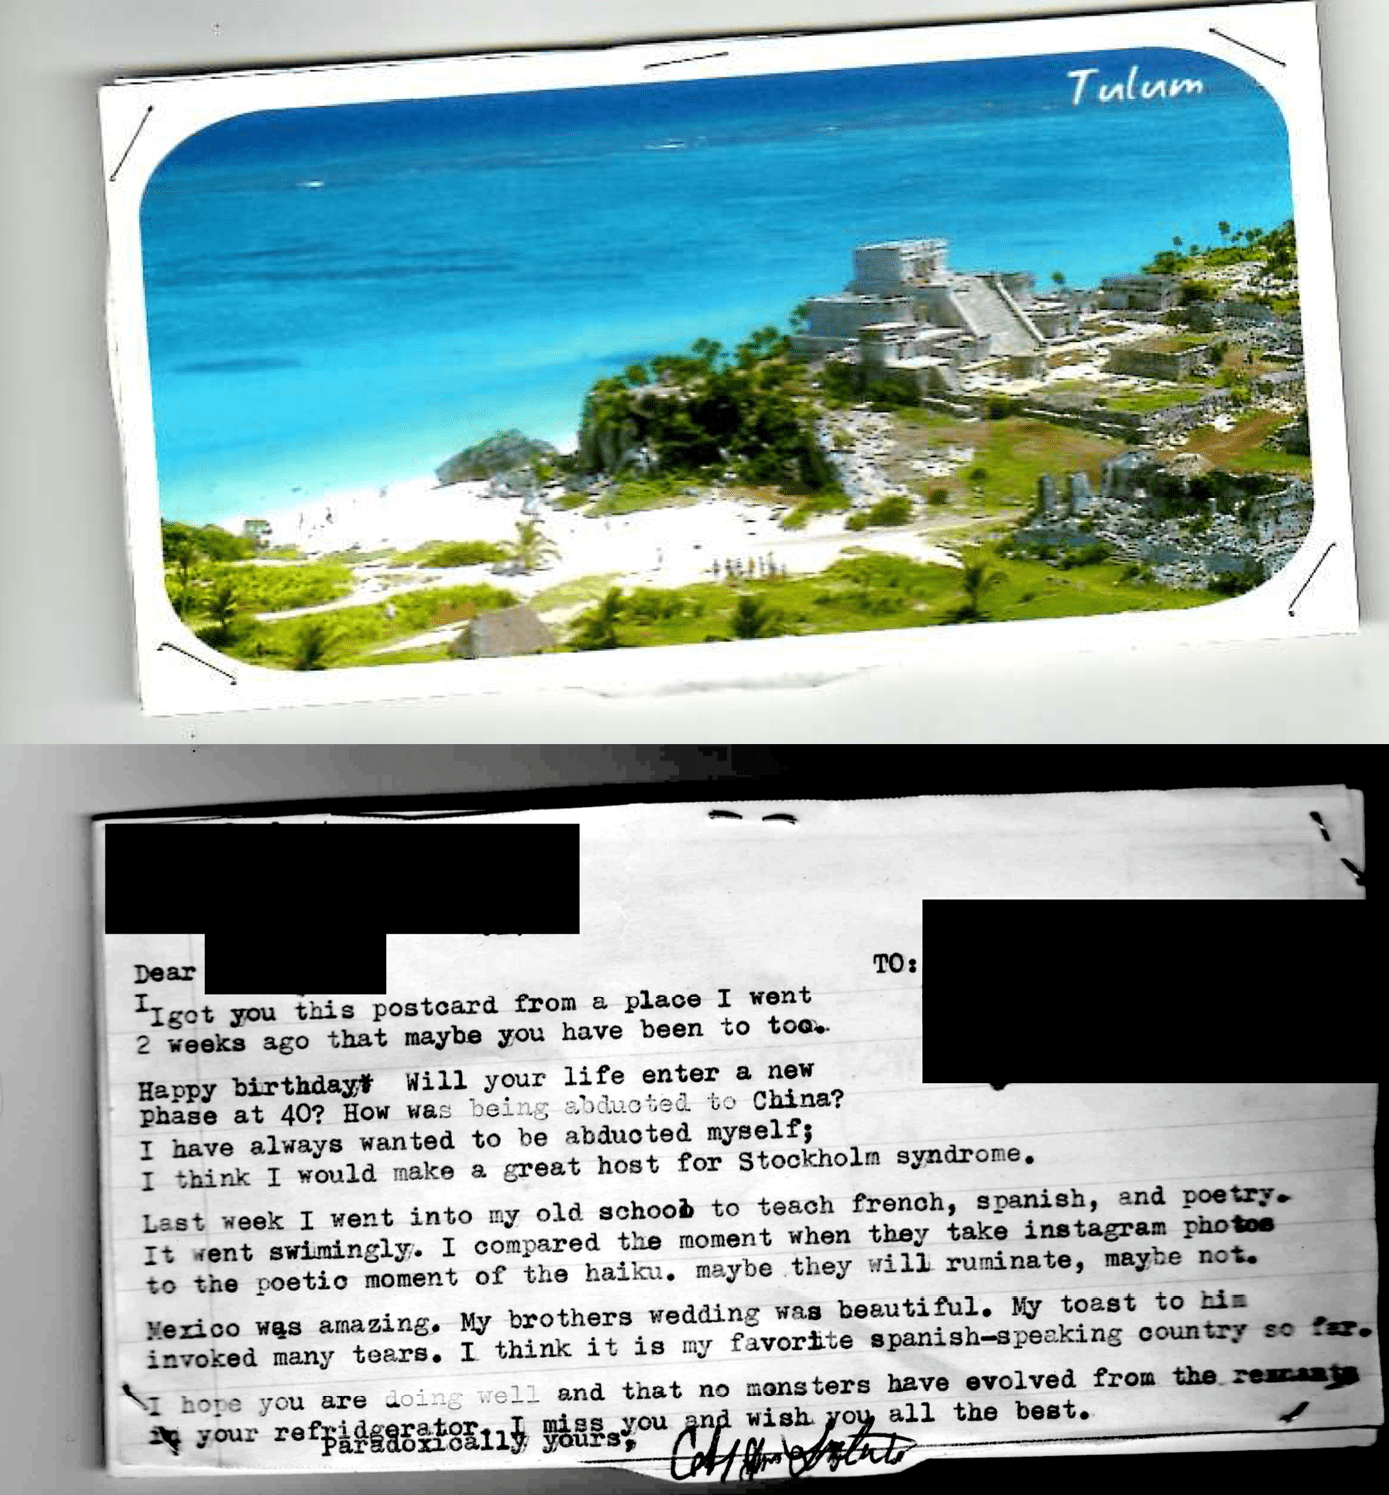 Tulum
Dear
I Igot you this postcard from a place I went
2 weeks ago that maybe you have been to too.
TO:
Happy birthday* Will your life enter a new
phase at 40? How was being abducted to China?
I have always wanted to be abducted myself;
I think I would make a great host for Stockholm syndrome.
Last week I went into my old school to teach french, spanish, and poetry.
It went swimingly. I compared the moment when they take instagram photos
to the poetic moment of the haiku. maybe they will ruminate, maybe not.
Mexico was amazing. My brothers wedding was beautiful. My toast to him
invoked many tears. I think it is my favorite spanish-speaking country so far.
I hope you are doing well and that no monsters have evolved from the remnants
in your refridgerator. I miss you and wish you all the best.
Paradoxically yours,